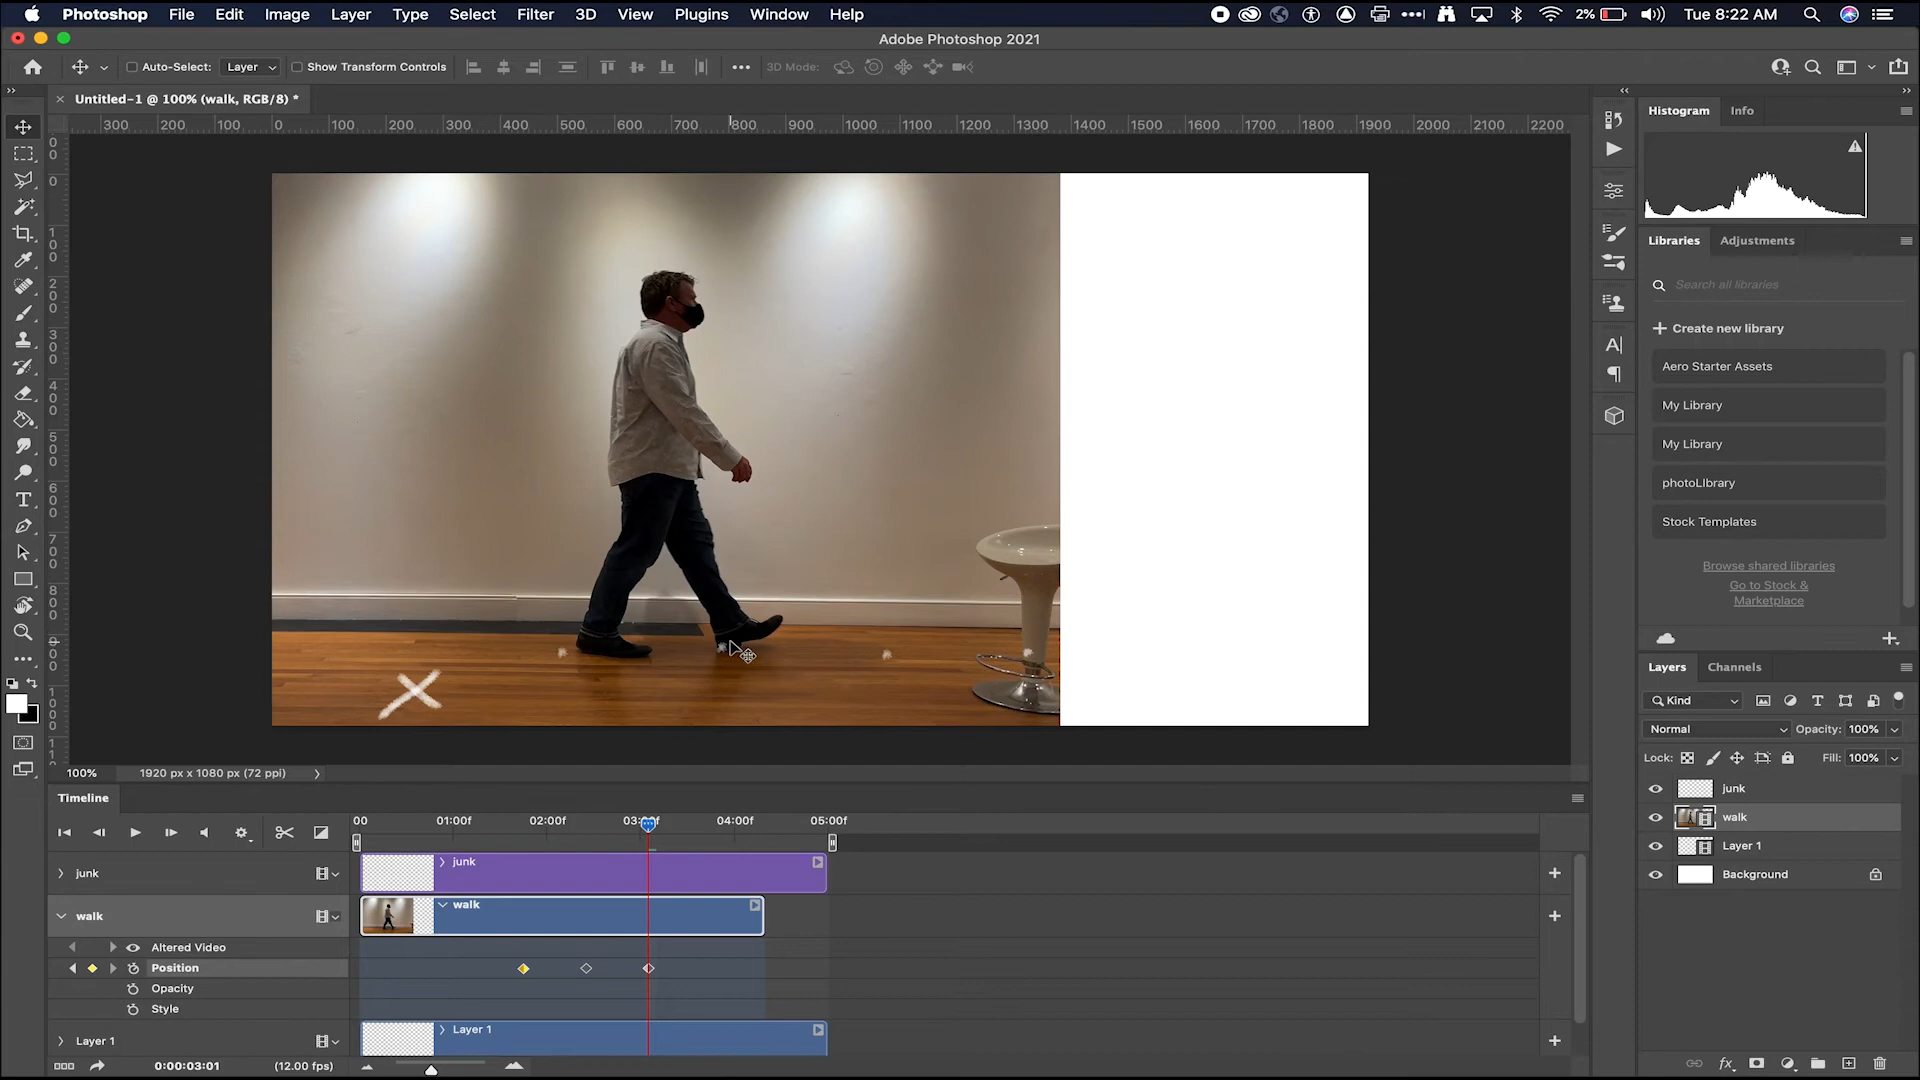 Photoshop File Edit Image Layer Type Select Filter 3D View Plugins Window Help 2% Tue 8:22 AM
Adobe Photoshop 2021
Auto-Select: Layer Show Transform Controls 3D Mode:
Untitled-1 @ 100% (walk, RGB/8) *
300 200 100 0 100 200 300 400 500 600 700 800 900 1000 1100 1200 1300 1400 1500 1600 1700 1800 1900 2000 2100 2200
Histogram Info
Libraries Adjustments
Search all libraries
Create new library
Aero Starter Assets
My Library
My Library
photoLIbrary
Stock Templates
Browse shared libraries
Go to Stock &
Marketplace
Layers Channels
Kind
Normal Opacity: 100%
Lock: Fill: 100%
junk
walk
Layer 1
Background
100% 1920 px x 1080 px (72 ppi)
Timeline
00 01:00f 02:00f 03:00f 04:00f 05:00f
junk junk
walk walk
Altered Video
Position
Opacity
Style
Layer 1 Layer 1
0:00:03:01 (12.00 fps)